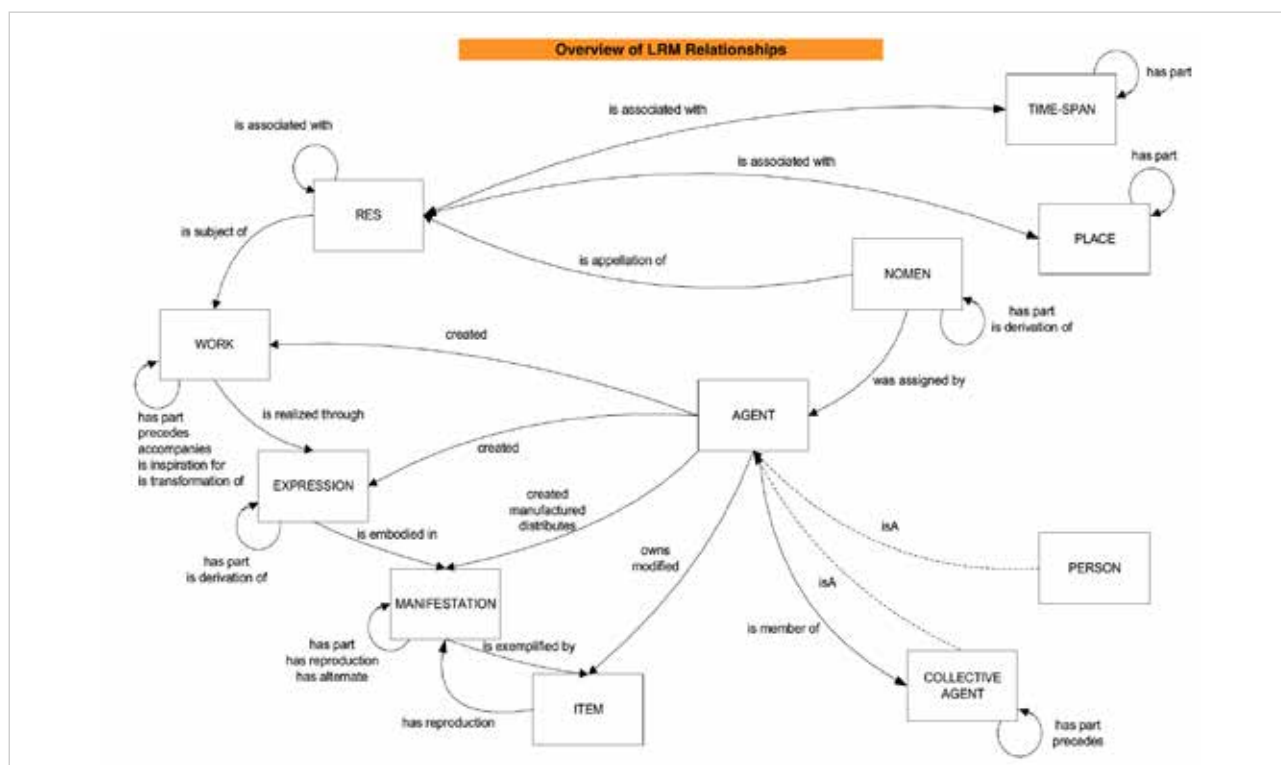 Overview of LRM Relationships
has part
TIME-SPAN
is associated with
is associated with
is associated with
has part
RES
PLACE
is subject of
is appellation of
NOMEN
has part
is derivation of
created
WORK
was assigned by
AGENT
is realized through
has part
precedes
accompanies
is inspiration for
is transformation of
created
EXPRESSION
created
manufactured
distributes
is embodied in
has part
is derivation of
owns
modified
isA
PERSON
isA
MANIFESTATION
is member of
has part
has reproduction
has alternate
is exemplified by
COLLECTIVE
AGENT
ITEM
has reproduction
has part
precedes